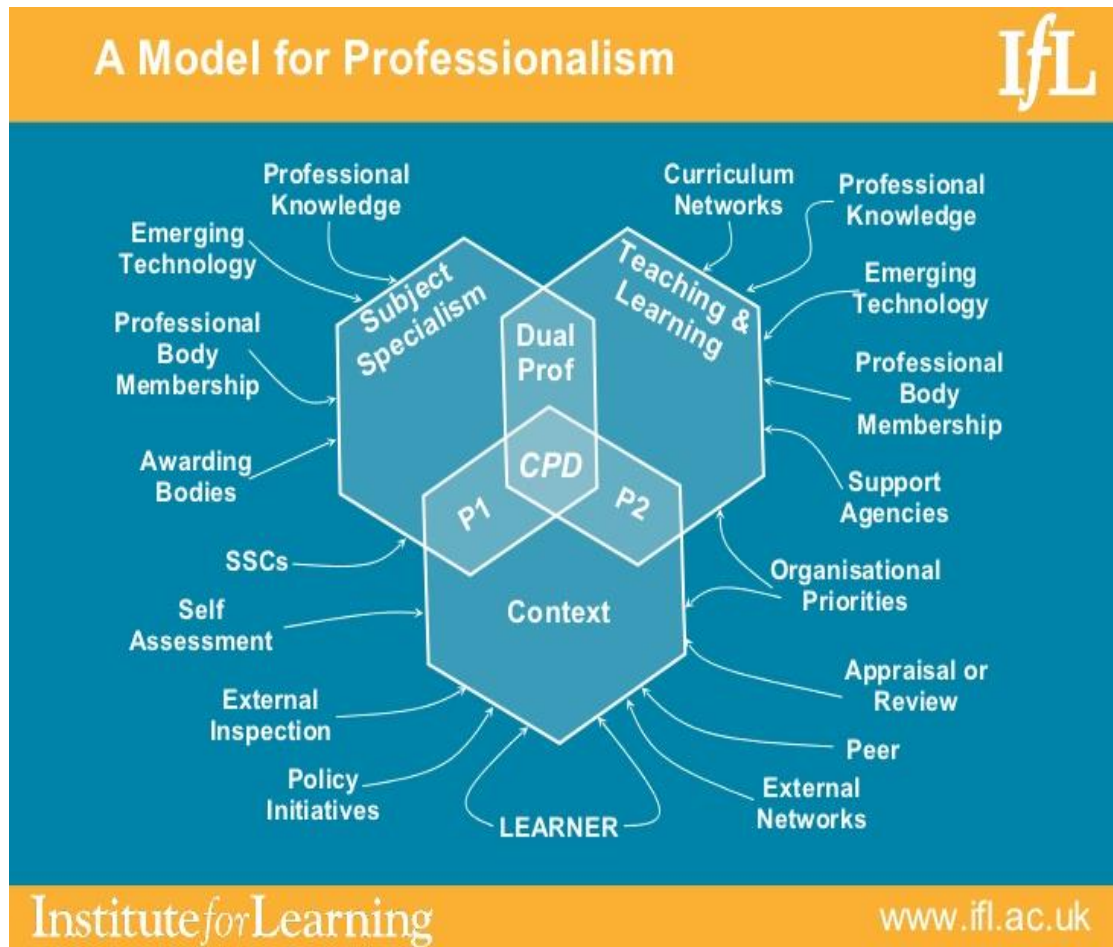 A Model for Professionalism
IfL
Professional
Knowledge
Emerging
Technology
Professional
Body
Membership
Awarding
Bodies
SSCs
Self
Assessment
External
Inspection
Policy
Initiatives
LEARNER
Subject
Specialism
Dual
Prof
Teaching &
Learning
CPD
P1
P2
Context
Curriculum
Networks
Professional
Knowledge
Emerging
Technology
Professional
Body
Membership
Support
Agencies
Organisational
Priorities
Appraisal or
Review
Peer
External
Networks
Institute for Learning
www.ifl.ac.uk